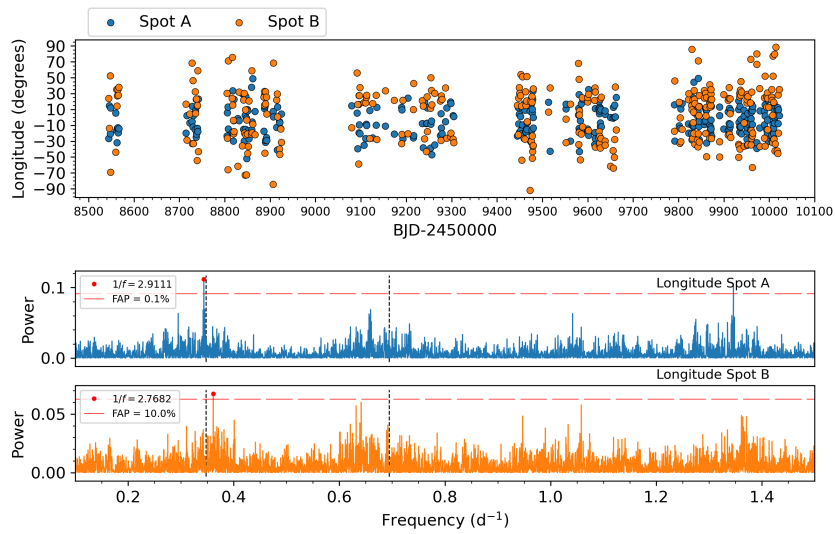 Spot A Spot B
90
70
50
30
10
−10
−30
−50
−70
−90
Longitude (degrees)
8500 8600 8700 8800 8900 9000 9100 9200 9300 9400 9500 9600 9700 9800 9900 10000 10100
BJD-2450000
1/f = 2.9111
FAP = 0.1%
Longitude Spot A
0.1
0.0
Power
Longitude Spot B
1/f = 2.7682
FAP = 10.0%
0.05
0.00
Power
0.2 0.4 0.6 0.8 1.0 1.2 1.4
Frequency (d⁻¹)